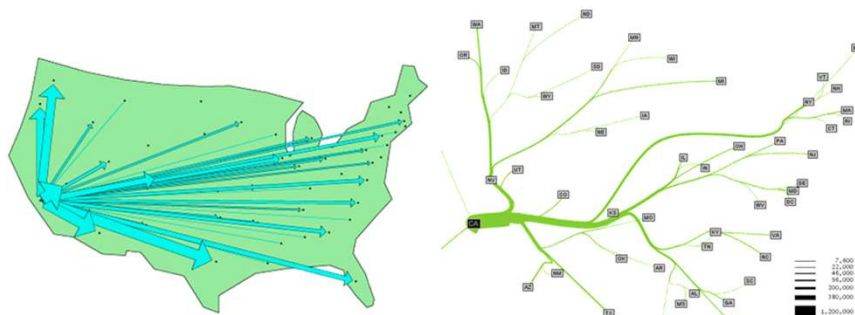 ND
WA
MT
MN
OR
WI
ID
SD
VT
MI
NH
WY
NY
MA
RI
IA
CT
NE
PA
OH
IL
NJ
IN
UT
NV
DE
MD
CO
WV
DC
KS
MO
CA
KY
VA
TN
NC
OK
AR
NM
SC
AL
AZ
MS
GA
7,600
22,000
46,000
96,000
200,000
380,000
1,200,000